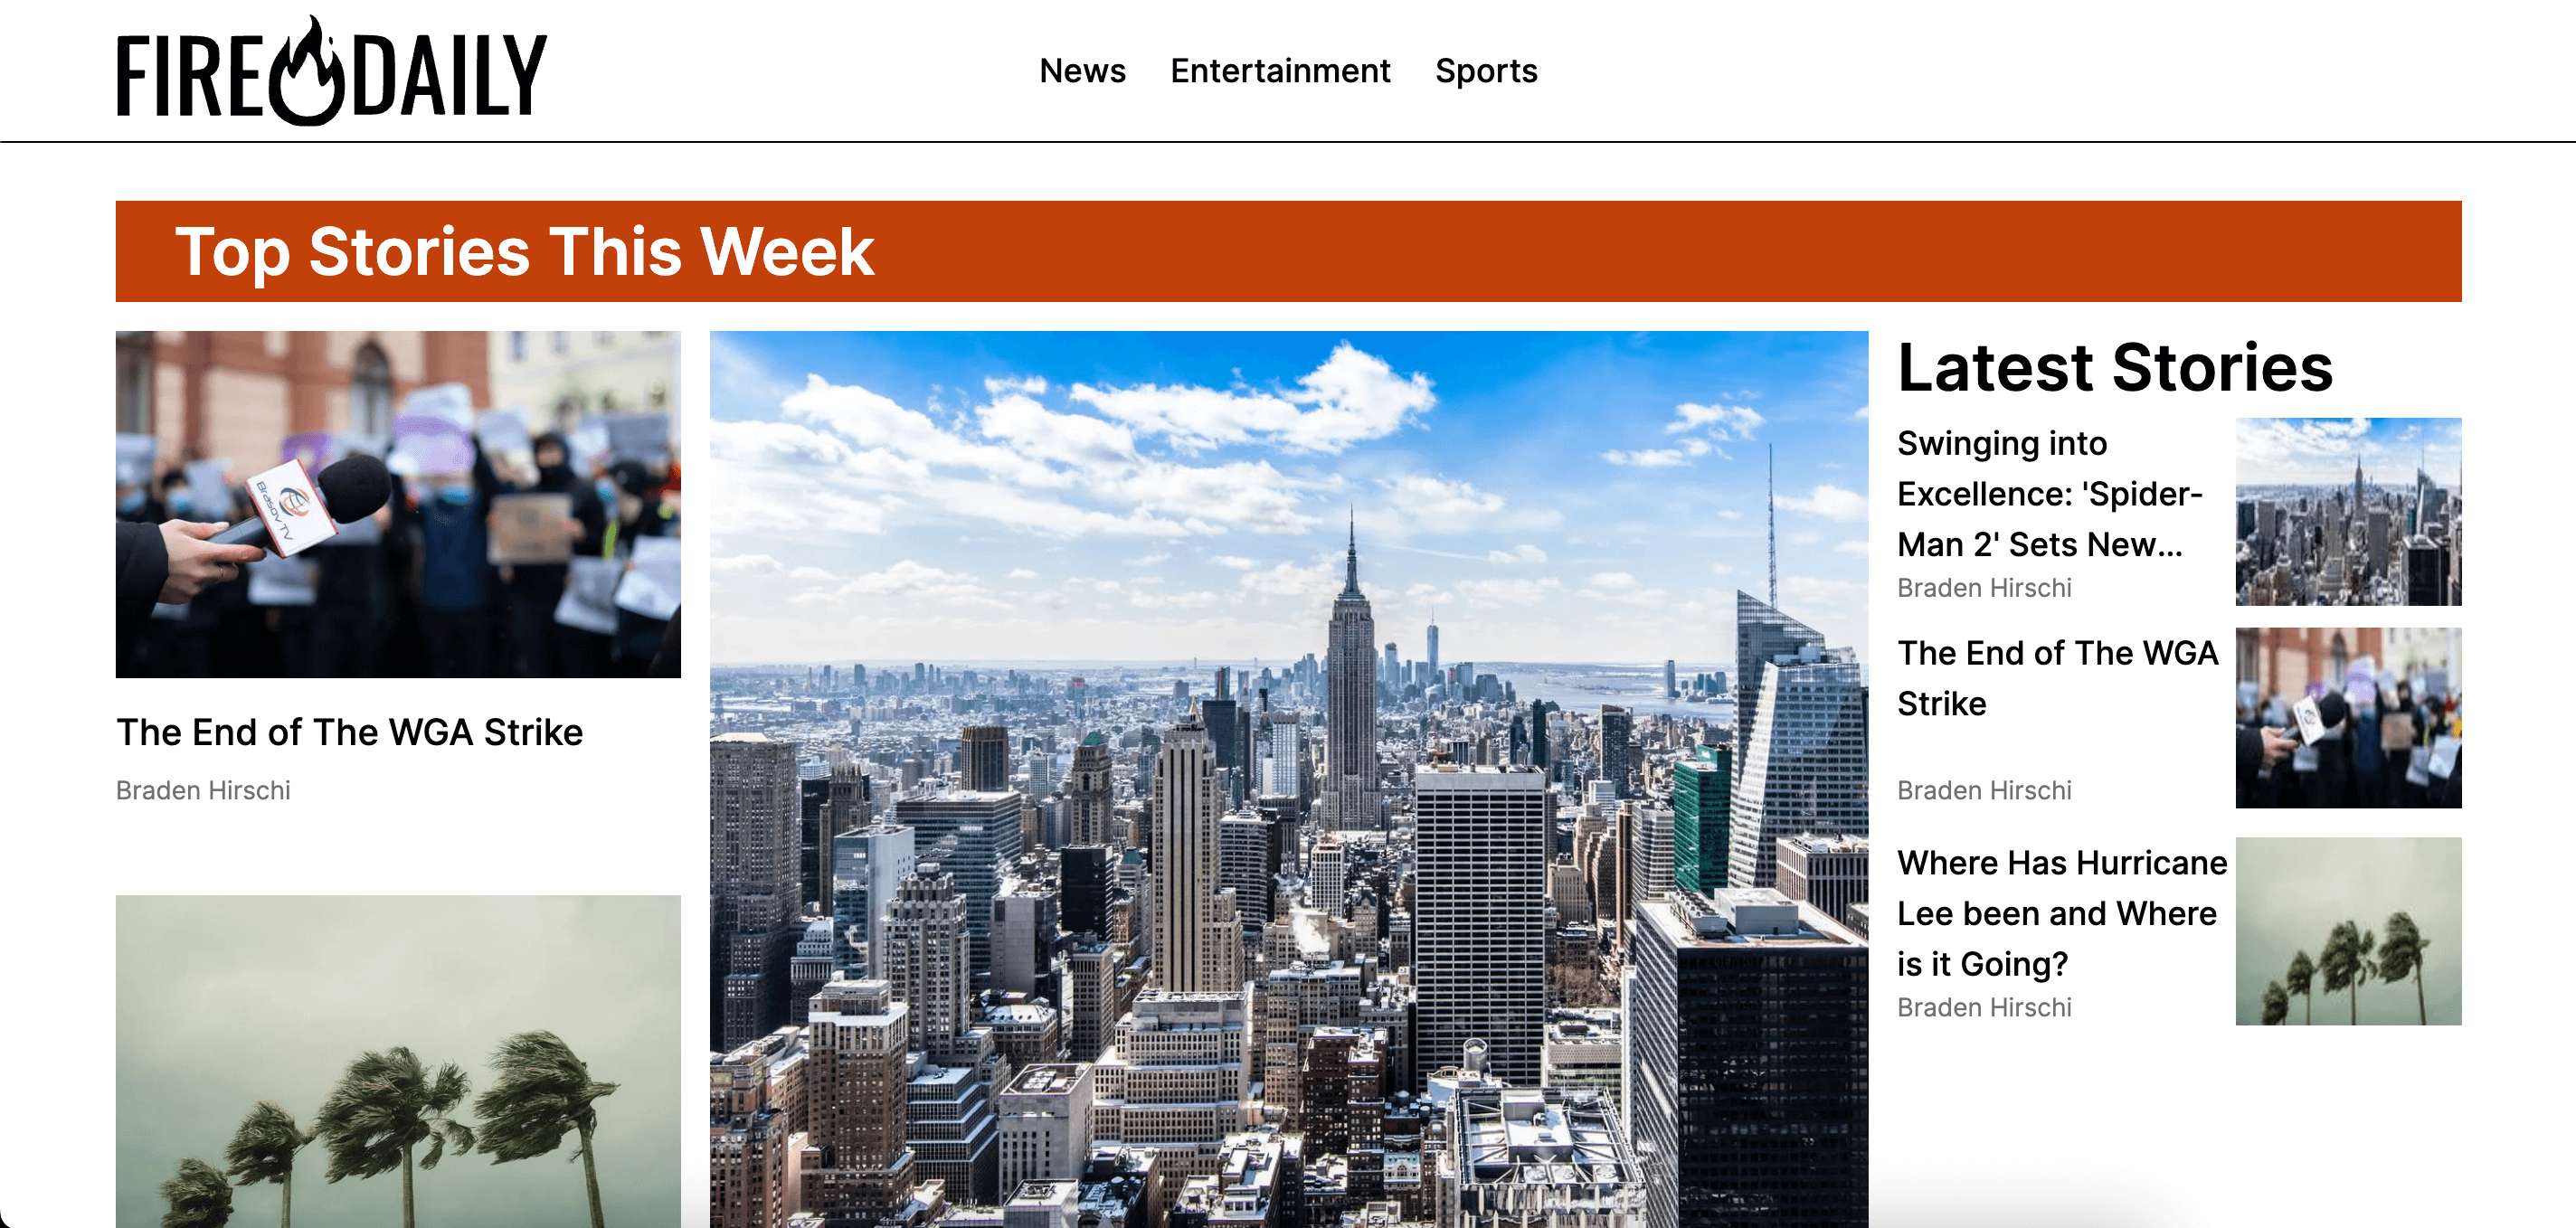 FIRE DAILY
News Entertainment Sports
Top Stories This Week
Brasov TV
The End of The WGA Strike
Braden Hirschi
Latest Stories
Swinging into
Excellence: 'Spider-
Man 2' Sets New...
Braden Hirschi
The End of The WGA
Strike
Braden Hirschi
Where Has Hurricane
Lee been and Where
is it Going?
Braden Hirschi